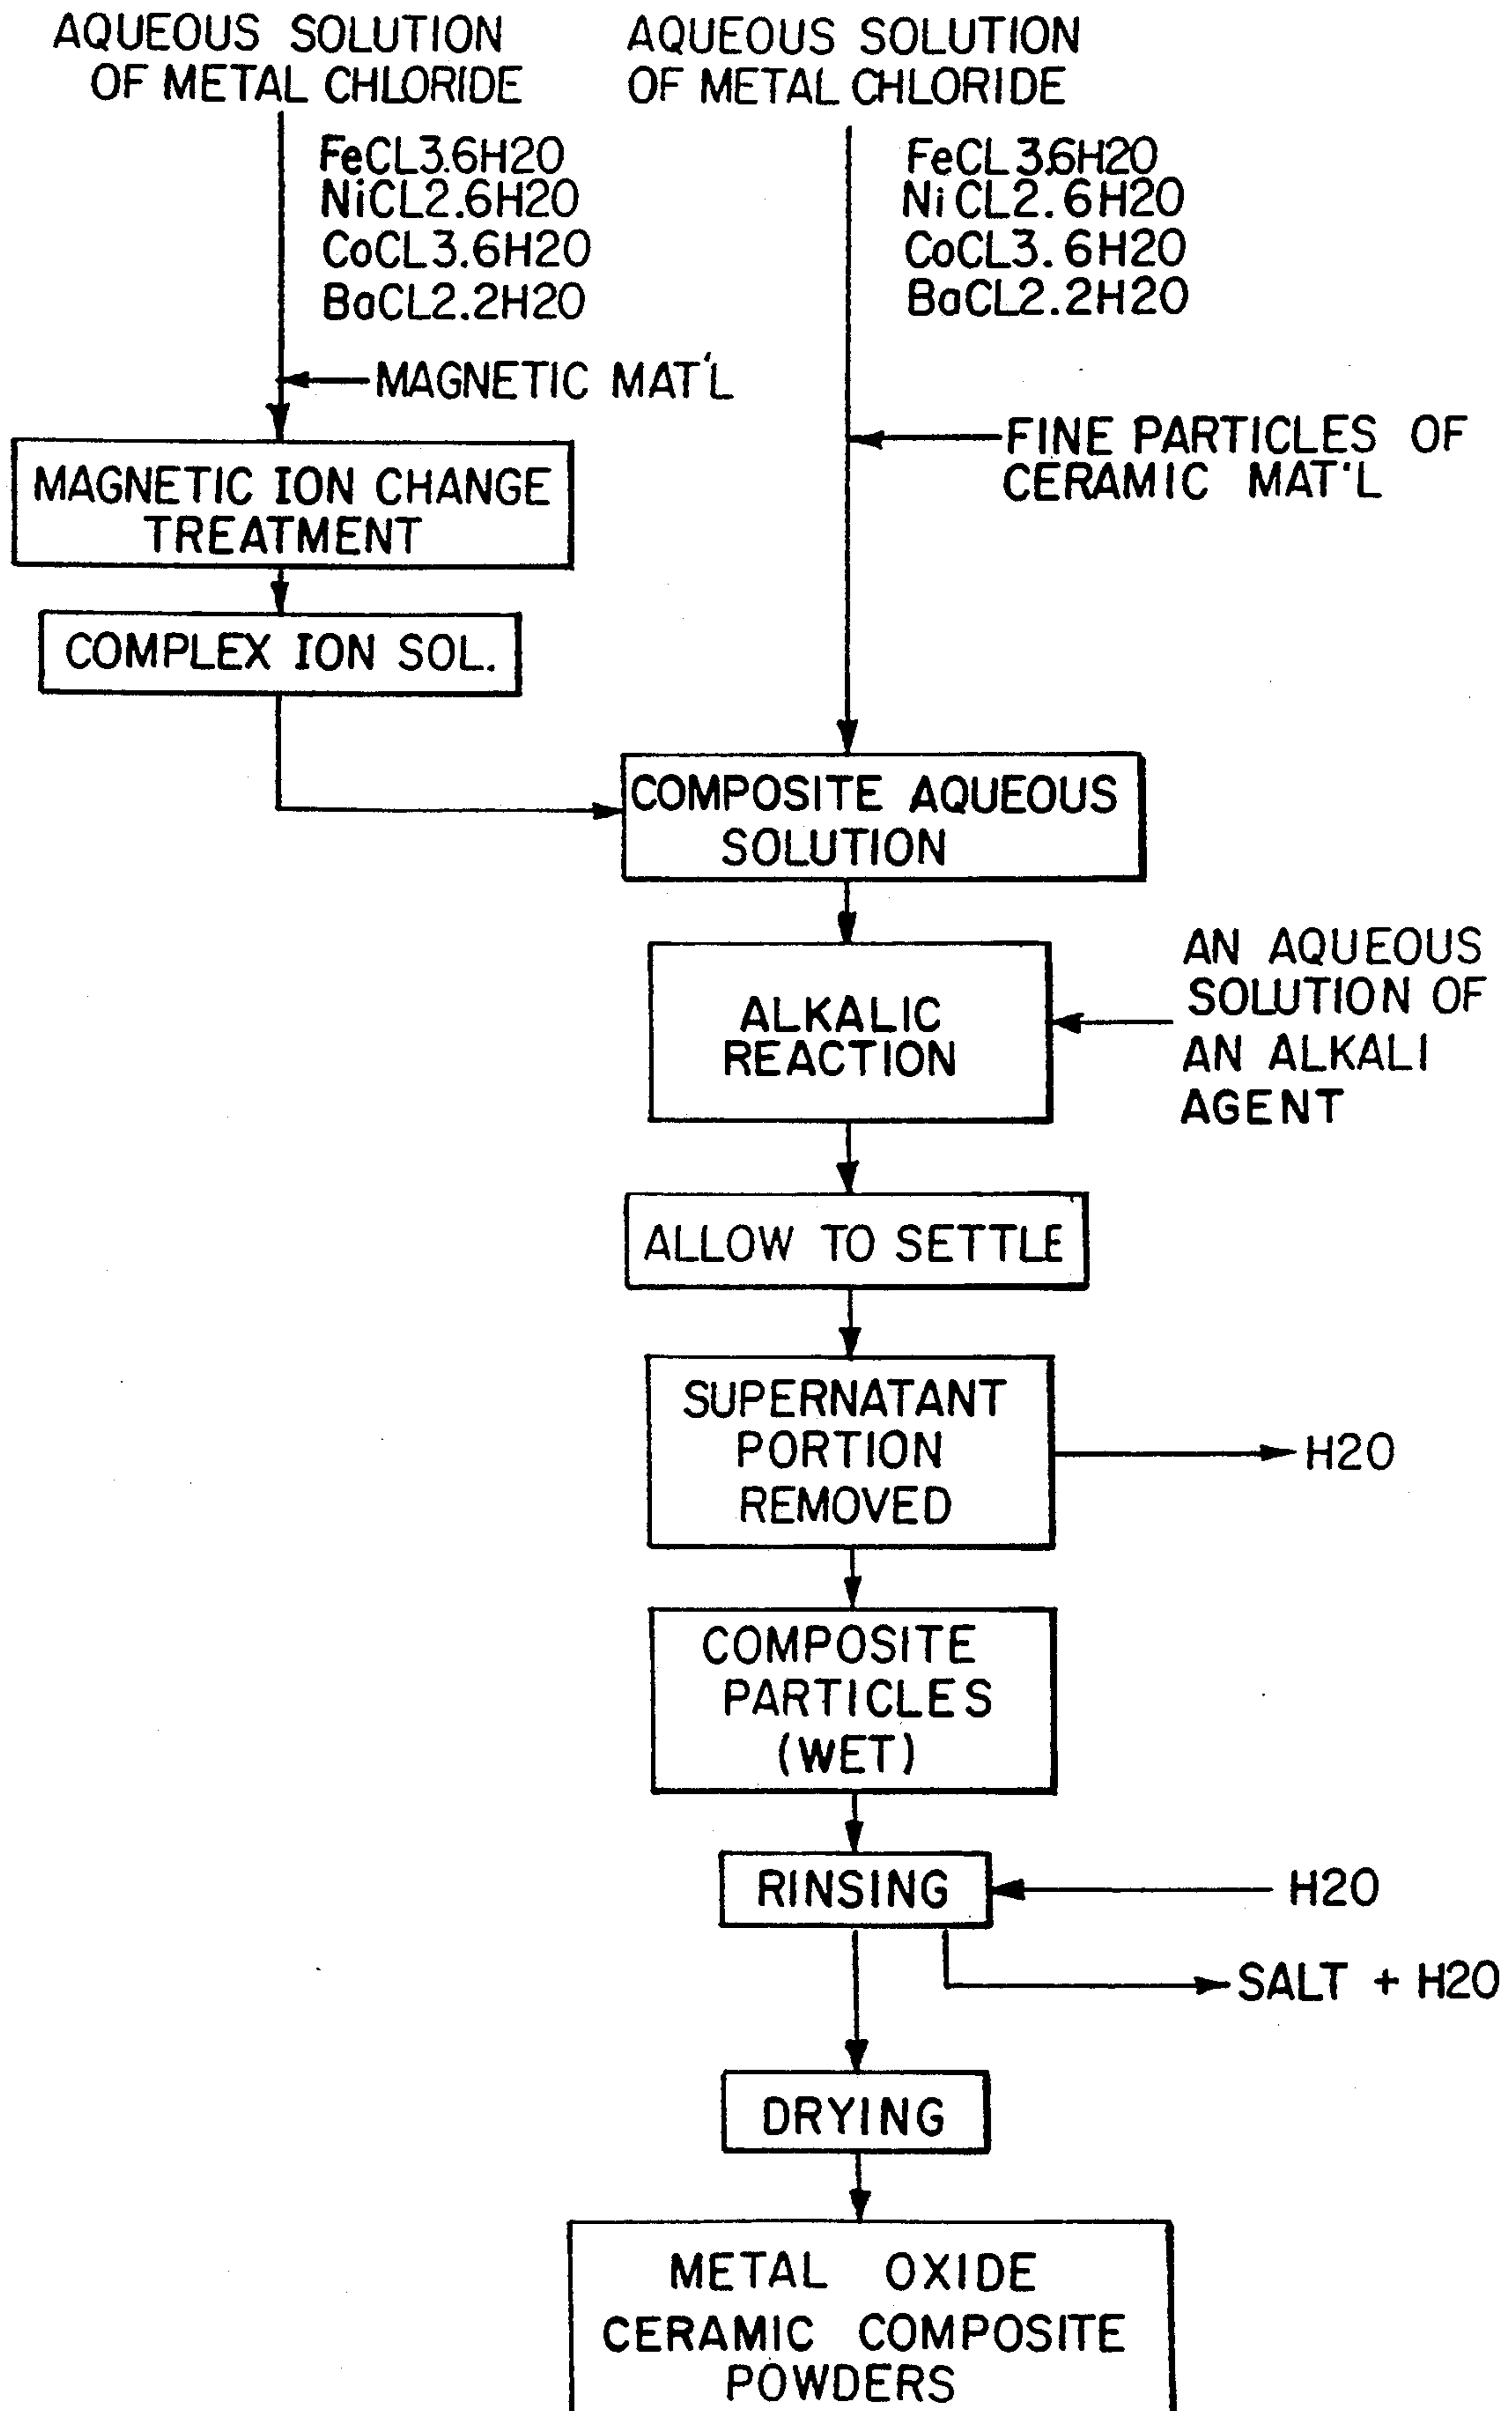 AQUEOUS SOLUTION
OF METAL CHLORIDE
FeCL3.6H2O
NiCL2.6H2O
CoCL3.6H2O
BaCL2.2H2O
MAGNETIC MAT'L
MAGNETIC ION CHANGE
TREATMENT
COMPLEX ION SOL.
AQUEOUS SOLUTION
OF METAL CHLORIDE
FeCL3.6H2O
NiCL2.6H2O
CoCL3.6H2O
BaCL2.2H2O
FINE PARTICLES OF
CERAMIC MAT'L
COMPOSITE AQUEOUS
SOLUTION
ALKALIC
REACTION
AN AQUEOUS
SOLUTION OF
AN ALKALI
AGENT
ALLOW TO SETTLE
SUPERNATANT
PORTION
REMOVED
H2O
COMPOSITE
PARTICLES
(WET)
RINSING
H2O
SALT + H2O
DRYING
METAL OXIDE
CERAMIC COMPOSITE
POWDERS